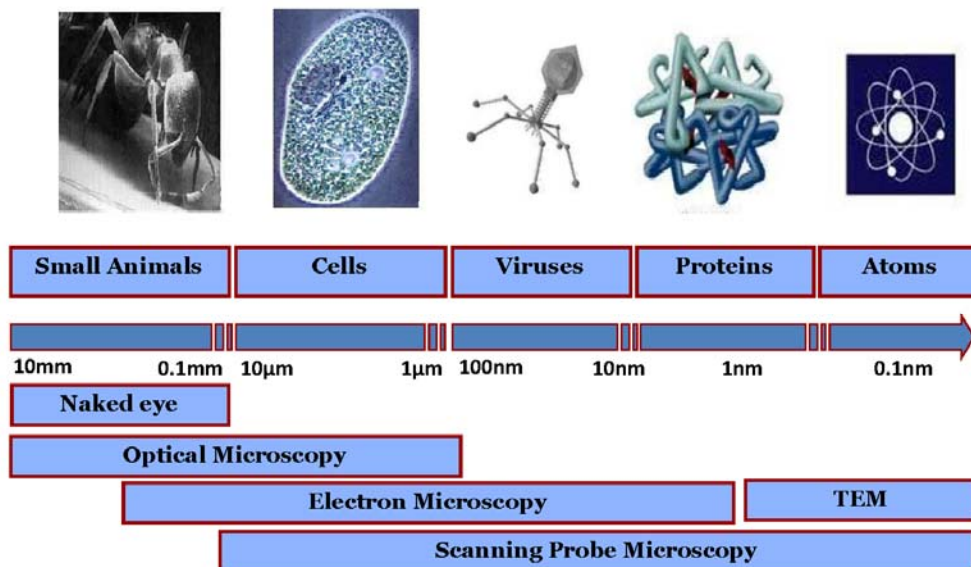 Small Animals
Cells
Viruses
Proteins
Atoms
10mm
0.1mm
10µm
1µm
100nm
10nm
1nm
0.1nm
Naked eye
Optical Microscopy
Electron Microscopy
TEM
Scanning Probe Microscopy